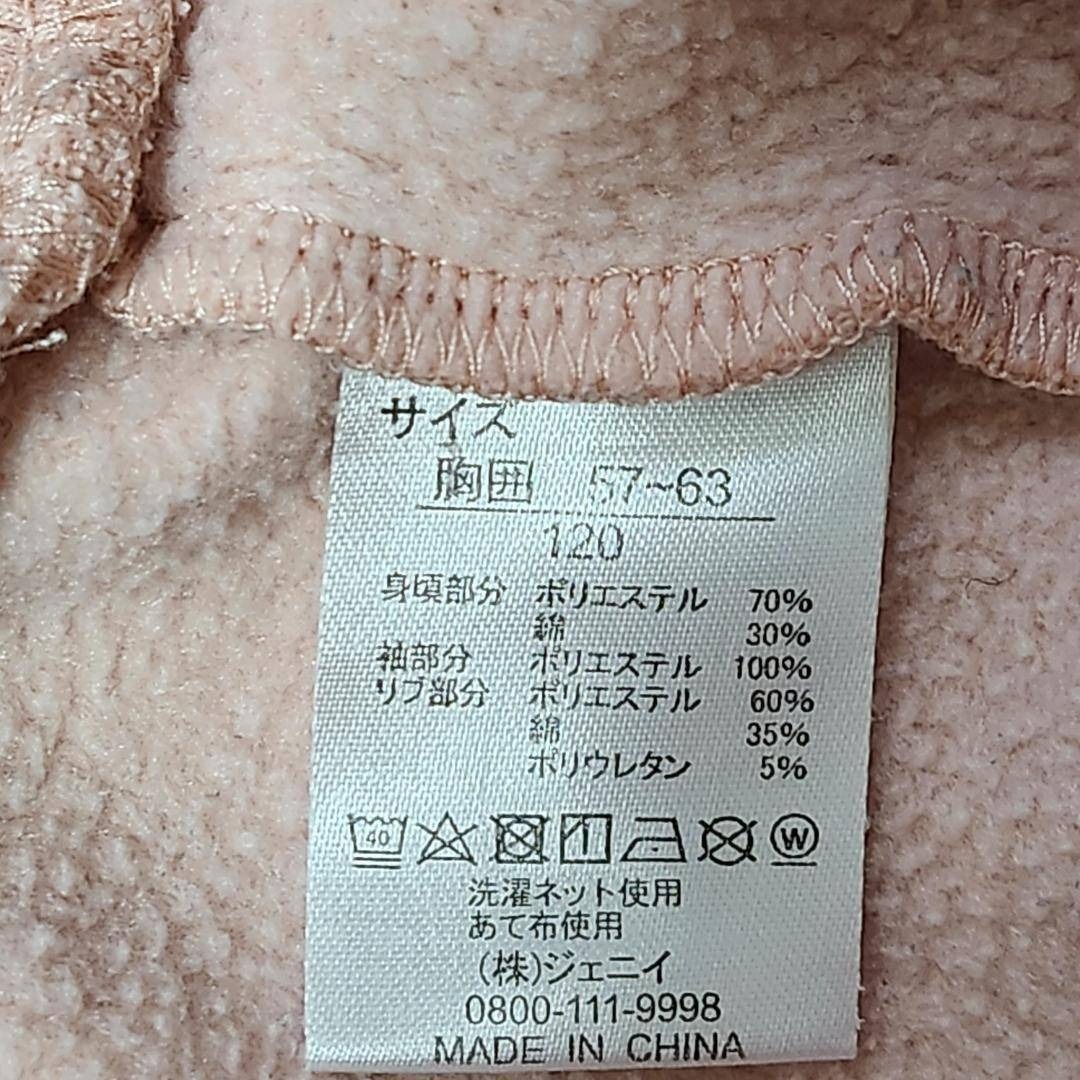 サイズ
胸囲 57~63
120
身頃部分 ポリエステル 70%
綿 30%
袖部分 ポリエステル 100%
リブ部分 ポリエステル 60%
綿 35%
ポリウレタン 5%
40 W
洗濯ネット使用
あて布使用
(株)ジェニイ
0800-111-9998
MADE IN CHINA